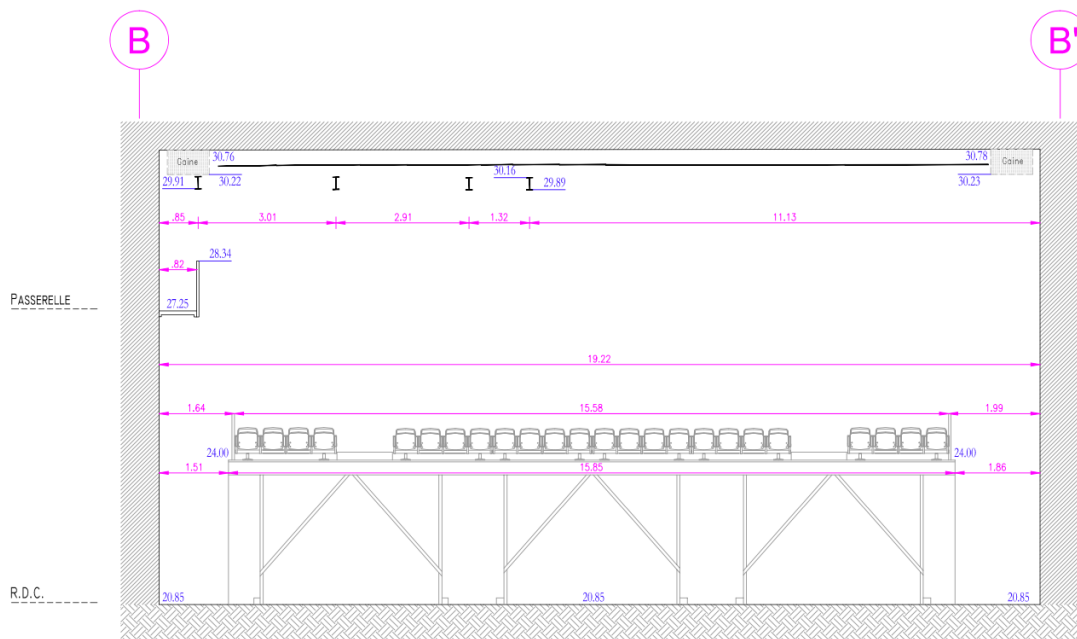 B B'
Gaine 30.76 30.78 Gaine
29.91 30.22 30.16 29.89 30.23
.85 3.01 2.91 1.32 11.13
28.34
.82
PASSERELLE 27.25
19.22
1.64 15.58 1.99
24.00 24.00
1.51 15.85 1.86
R.D.C. 20.85 20.85 20.85